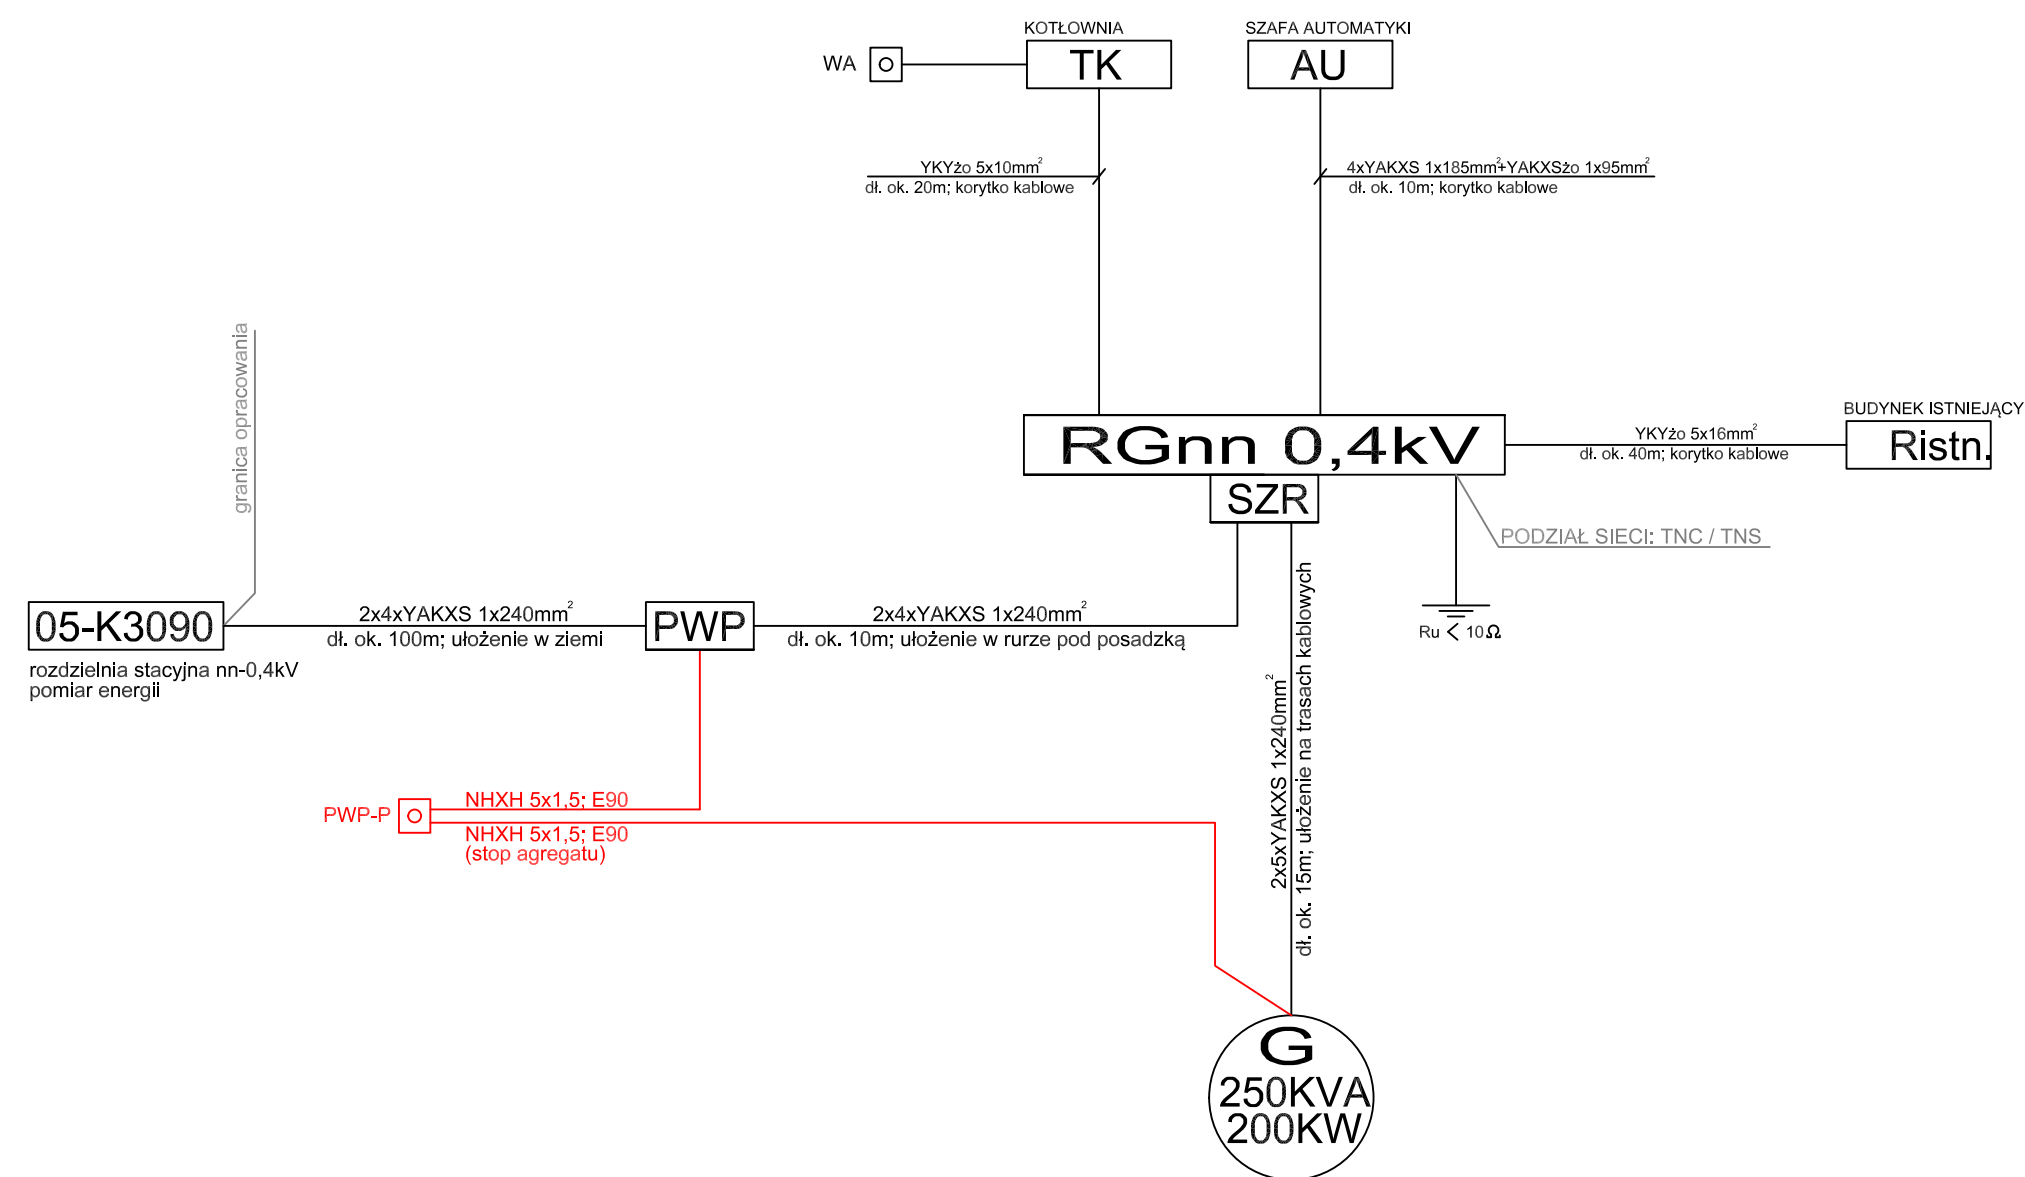 KOTŁOWNIA
SZAFA AUTOMATYKI
WA
TK
AU
YKYżo 5x10mm²
dł. ok. 20m; korytko kablowe
4xYAKXS 1x185mm²+YAKXSżo 1x95mm²
dł. ok. 10m; korytko kablowe
granica opracowania
RGnn 0,4kV
SZR
YKYżo 5x16mm²
dł. ok. 40m; korytko kablowe
BUDYNEK ISTNIEJĄCY
Ristn.
PODZIAŁ SIECI: TNC / TNS
Ru < 10Ω
05-K3090
rozdzielnia stacyjna nn-0,4kV
pomiar energii
2x4xYAKXS 1x240mm²
dł. ok. 100m; ułożenie w ziemi
PWP
2x4xYAKXS 1x240mm²
dł. ok. 10m; ułożenie w rurze pod posadzką
2x5xYAKXS 1x240mm²
dł. ok. 15m; ułożenie na trasach kablowych
PWP-P
NHXH 5x1,5; E90
NHXH 5x1,5; E90
(stop agregatu)
G
250KVA
200KW